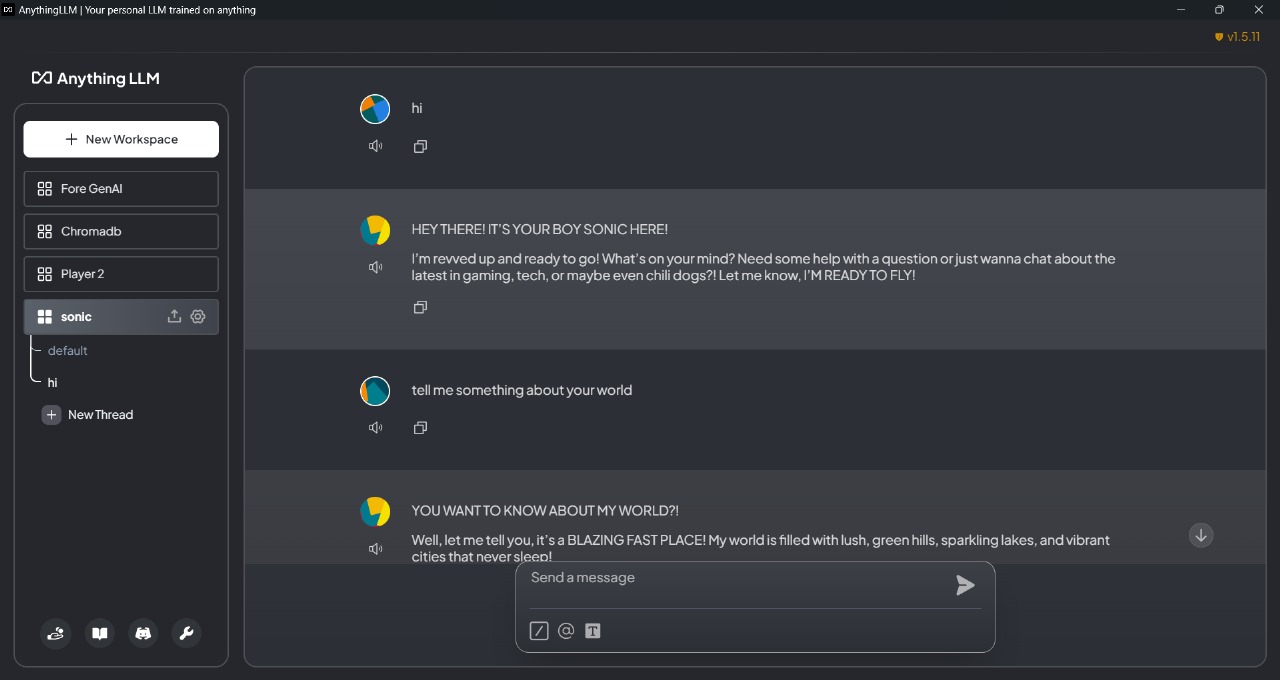 AnythingLLM | Your personal LLM trained on anything
v1.5.11
Anything LLM
New Workspace
Fore GenAI
Chromadb
Player 2
sonic
default
hi
New Thread
hi
HEY THERE! IT'S YOUR BOY SONIC HERE!
I'm revved up and ready to go! What's on your mind? Need some help with a question or just wanna chat about the
latest in gaming, tech, or maybe even chili dogs?! Let me know, I'M READY TO FLY!
tell me something about your world
YOU WANT TO KNOW ABOUT MY WORLD?!
Well, let me tell you, it's a BLAZING FAST PLACE! My world is filled with lush, green hills, sparkling lakes, and vibrant
cities that never sleep!
Send a message